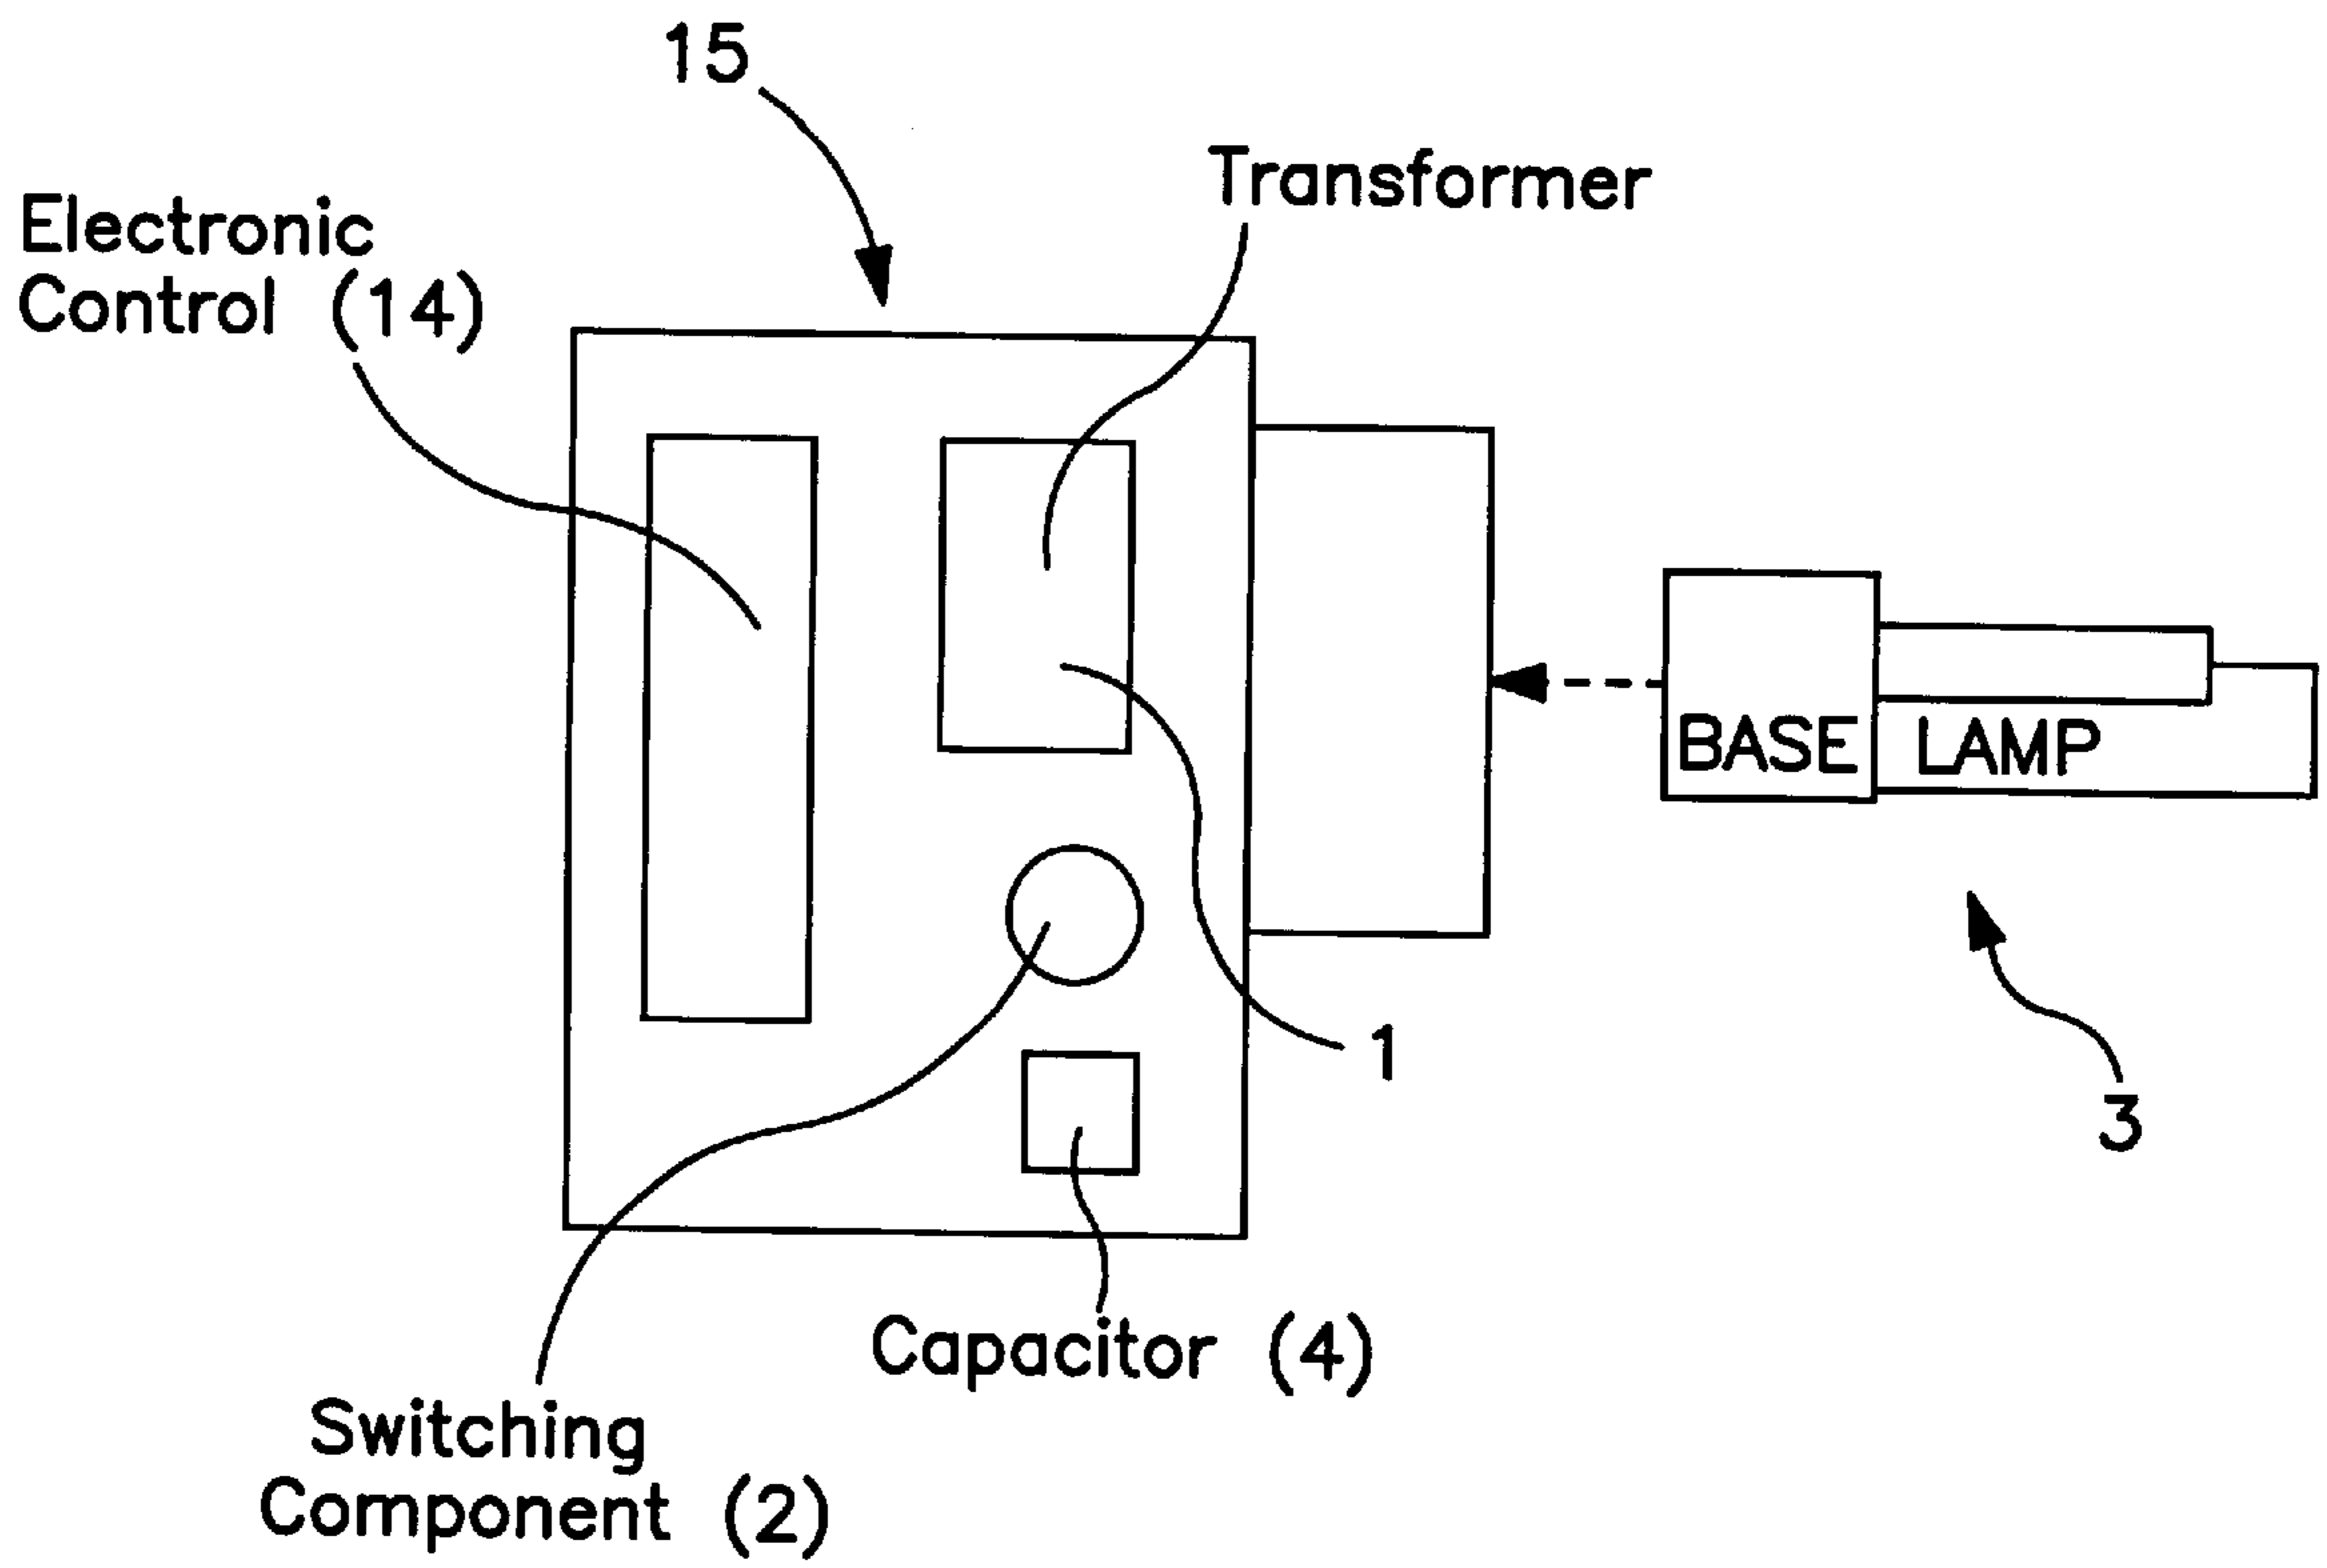 15
Transformer
Electronic
Control (14)
BASE
LAMP
1
3
Capacitor (4)
Switching
Component (2)